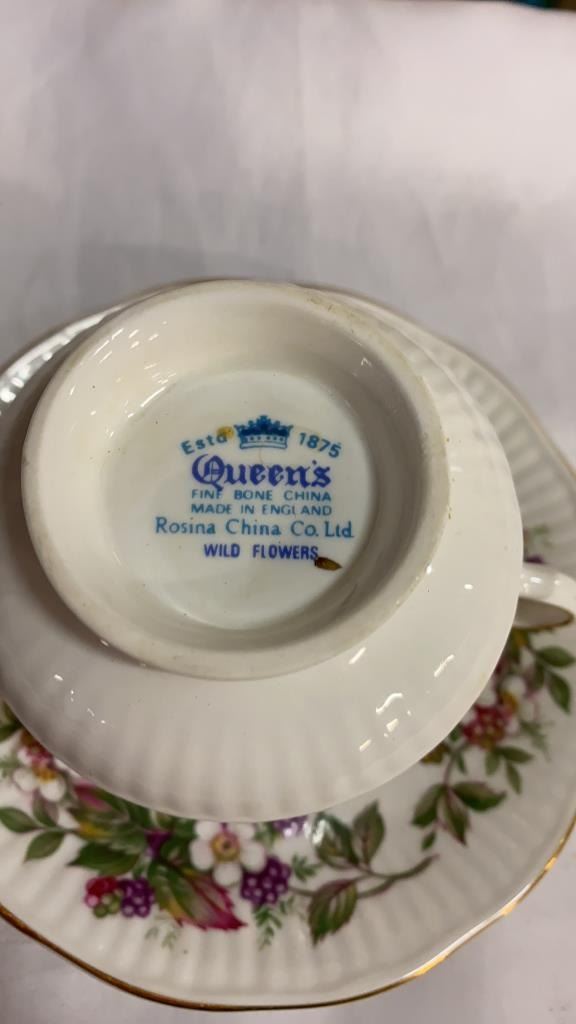 Estd 1875
Queen's
FINE BONE CHINA
MADE IN ENGLAND
Rosina China Co. Ltd.
WILD FLOWERS